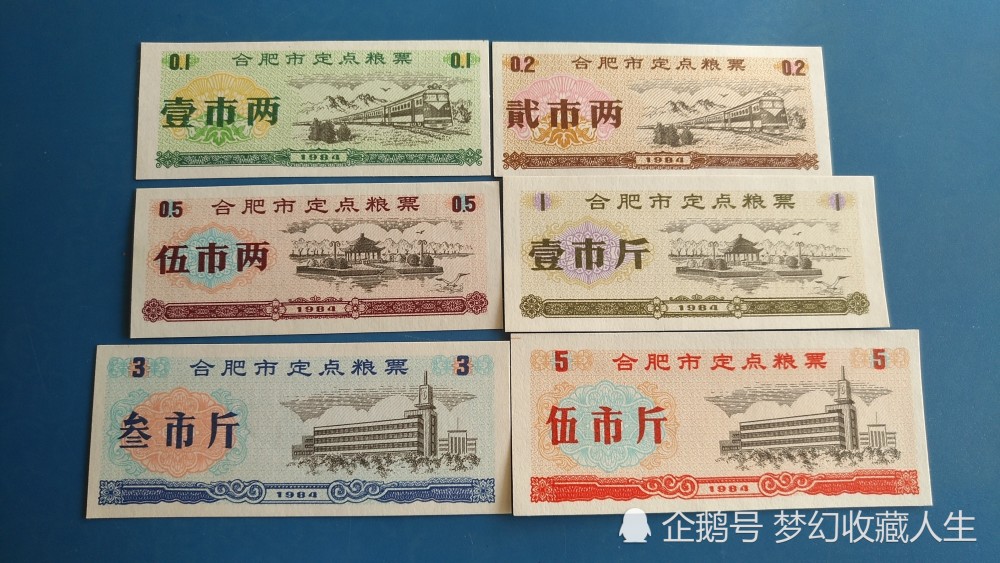 0.1 合肥市定点粮票 0.1
壹市两
1984
0.2 合肥市定点粮票 0.2
貳市两
1984
0.5 合肥市定点粮票 0.5
伍市两
1984
1 合肥市定点粮票 1
壹市斤
1984
3 合肥市定点粮票 3
叁市斤
1984
5 合肥市定点粮票 5
伍市斤
1984
企鹅号 梦幻收藏人生